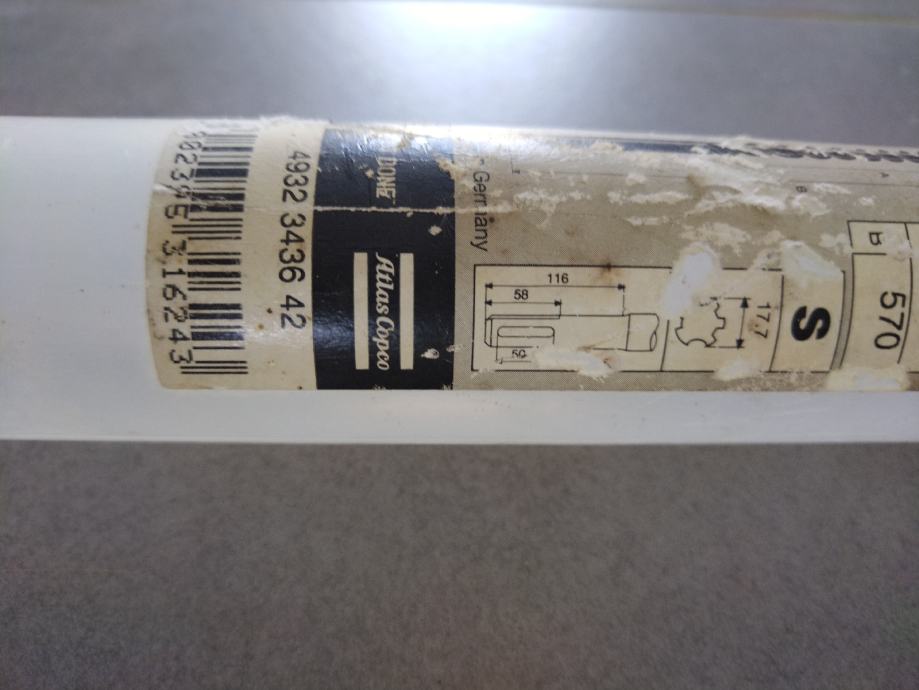 4932 3436 42
DONE
Atlas Copco
Germany
116
58
50
17.7
S
A
B
B
570